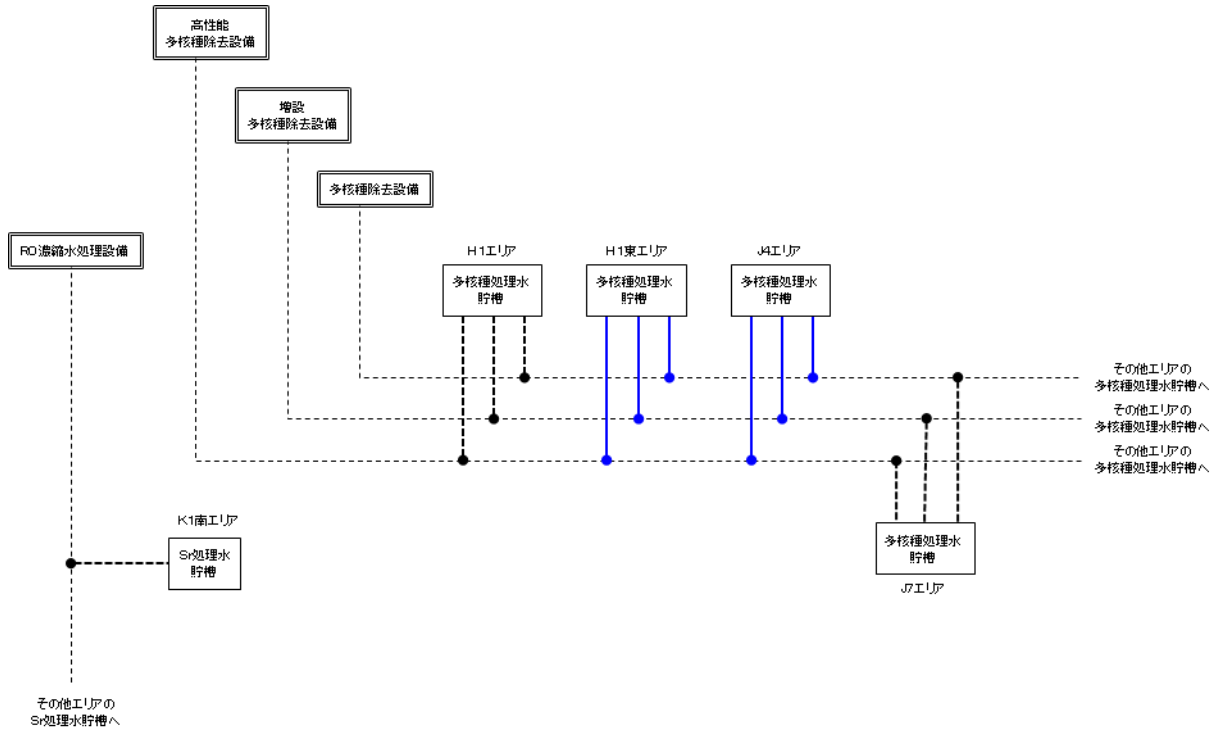 高性能
多核種除去設備
増設
多核種除去設備
多核種除去設備
RO濃縮水処理設備
H1エリア
多核種処理水
貯槽
H1東エリア
多核種処理水
貯槽
J4エリア
多核種処理水
貯槽
その他エリアの
多核種処理水貯槽へ
その他エリアの
多核種処理水貯槽へ
その他エリアの
多核種処理水貯槽へ
K1南エリア
Sr処理水
貯槽
多核種処理水
貯槽
J7エリア
その他エリアの
Sr処理水貯槽へ